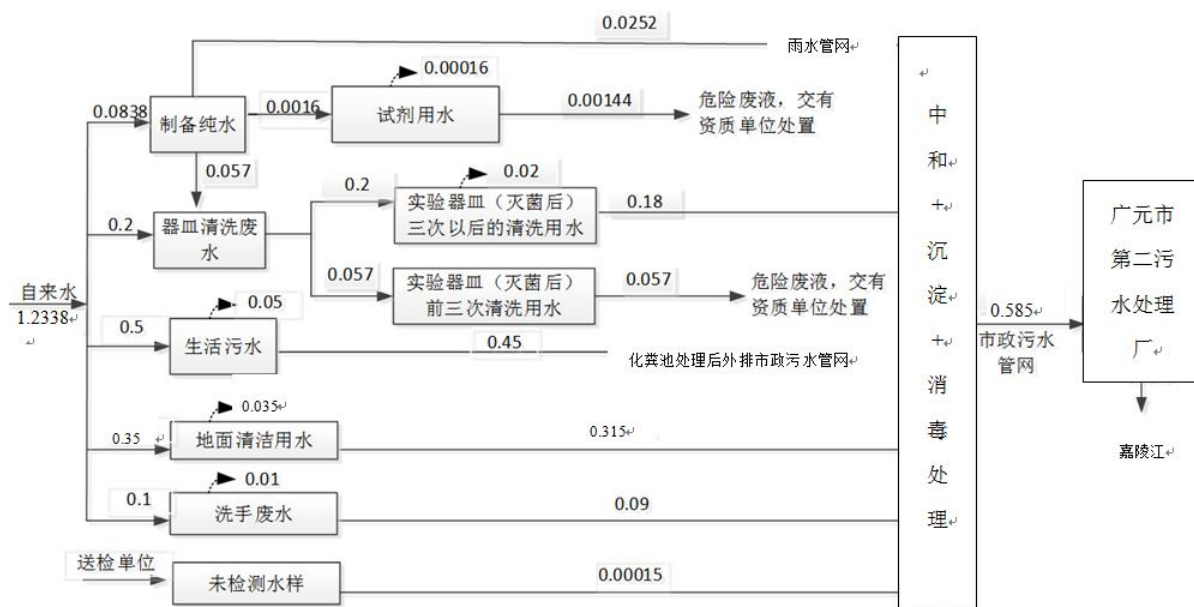 0.0252
雨水管网
0.00016
0.0838
制备纯水
0.0016
试剂用水
0.00144
危险废液，交有
资质单位处置
0.057
0.2
器皿清洗废
水
0.2
0.02
实验器皿（灭菌后）
三次以后的清洗用水
0.18
0.057
实验器皿（灭菌后）
前三次清洗用水
0.057
危险废液，交有
资质单位处置
自来水
1.2338
0.05
0.5
生活污水
0.45
化粪池处理后外排市政污水管网
0.035
0.35
地面清洁用水
0.315
0.01
0.1
洗手废水
0.09
送检单位
未检测水样
0.00015
中
和
+
沉
淀
+
消
毒
处
理
0.585
市政污水
管网
广元市
第二污
水处理
厂
嘉陵江